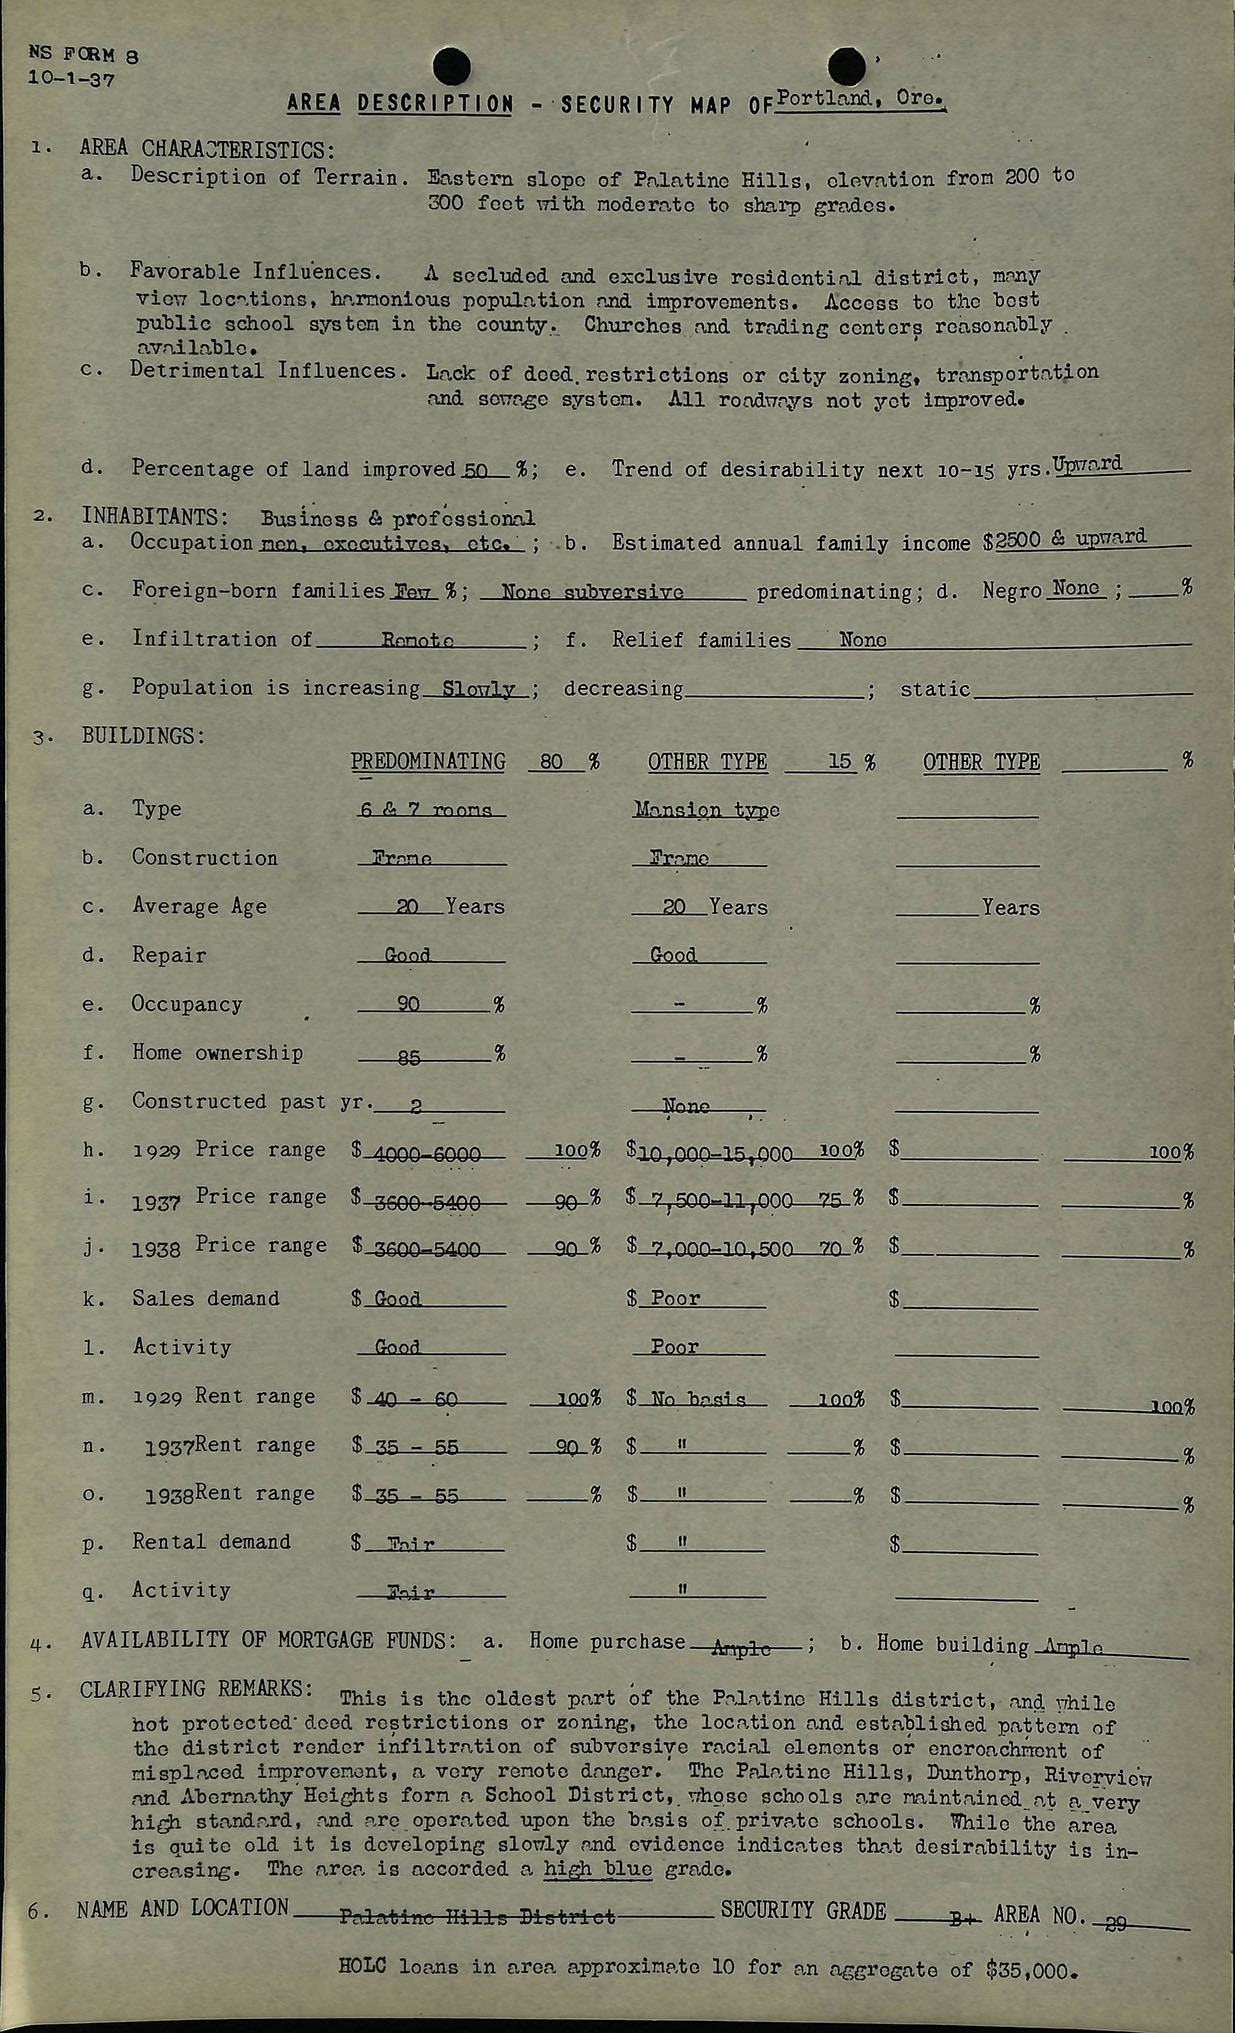 NS FORM 8
10-1-37
AREA DESCRIPTION - SECURITY MAP OF Portland, Ore.
1. AREA CHARACTERISTICS:
a. Description of Terrain. Eastern slope of Palatine Hills, elevation from 200 to
300 feet with moderate to sharp grades.
b. Favorable Influences. A secluded and exclusive residential district, many
view locations, harmonious population and improvements. Access to the best
public school system in the county. Churches and trading centers reasonably
available.
c. Detrimental Influences. Lack of deed restrictions or city zoning, transportation
and sewage system. All roadways not yet improved.
d. Percentage of land improved 50 %; e. Trend of desirability next 10-15 yrs. Upward
2. INHABITANTS: Business & professional
a. Occupation men, executives, etc. ; b. Estimated annual family income $2500 & upward
c. Foreign-born families Few %; None subversive predominating; d. Negro None ; %
e. Infiltration of Remote ; f. Relief families None
g. Population is increasing Slowly ; decreasing ; static
3. BUILDINGS:
PREDOMINATING 80 % OTHER TYPE 15 % OTHER TYPE %
a. Type 6 & 7 rooms Mansion type
b. Construction Frame Frame
c. Average Age 20 Years 20 Years Years
d. Repair Good Good
e. Occupancy 90 % - % %
f. Home ownership 85 % - % %
g. Constructed past yr. 2 None
h. 1929 Price range $ 4000-6000 100% $10,000-15,000 100% $ 100%
i. 1937 Price range $ 3600-5400 90 % $ 7,500-11,000 75 % $ %
j. 1938 Price range $ 3600-5400 90 % $ 7,000-10,500 70 % $ %
k. Sales demand $ Good $ Poor $
l. Activity Good Poor
m. 1929 Rent range $ 40 - 60 100% $ No basis 100% $ 100%
n. 1937 Rent range $ 35 - 55 90 % $ " % $ %
o. 1938 Rent range $ 35 - 55 % $ " % $ %
p. Rental demand $ Fair $ " $
q. Activity Fair "
4. AVAILABILITY OF MORTGAGE FUNDS: a. Home purchase Ample ; b. Home building Ample
5. CLARIFYING REMARKS: This is the oldest part of the Palatine Hills district, and while
not protected deed restrictions or zoning, the location and established pattern of
the district render infiltration of subversive racial elements or encroachment of
misplaced improvement, a very remote danger. The Palatine Hills, Dunthorp, Riverview
and Abernathy Heights form a School District, whose schools are maintained at a very
high standard, and are operated upon the basis of private schools. While the area
is quite old it is developing slowly and evidence indicates that desirability is in-
creasing. The area is accorded a high blue grade.
6. NAME AND LOCATION Palatine Hills District SECURITY GRADE B+ AREA NO. 29
HOLC loans in area approximate 10 for an aggregate of $35,000.